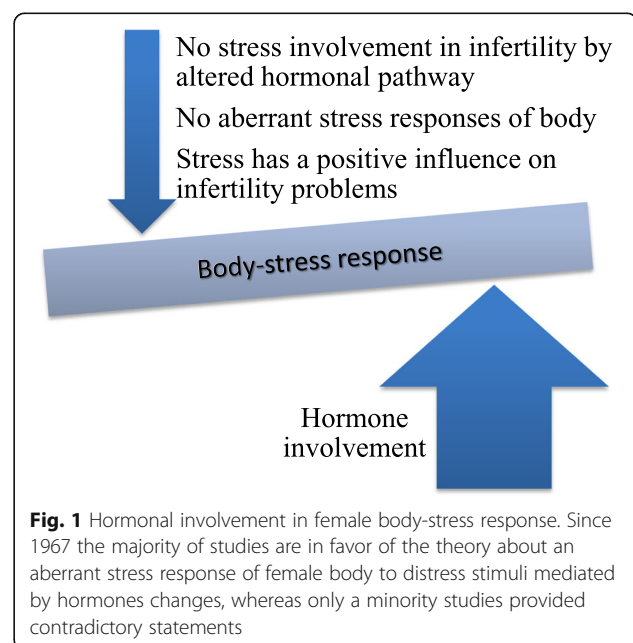 No stress involvement in infertility by
altered hormonal pathway
No aberrant stress responses of body
Stress has a positive influence on
infertility problems
Body-stress response
Hormone
involvement
Fig. 1 Hormonal involvement in female body-stress response. Since
1967 the majority of studies are in favor of the theory about an
aberrant stress response of female body to distress stimuli mediated
by hormones changes, whereas only a minority studies provided
contradictory statements